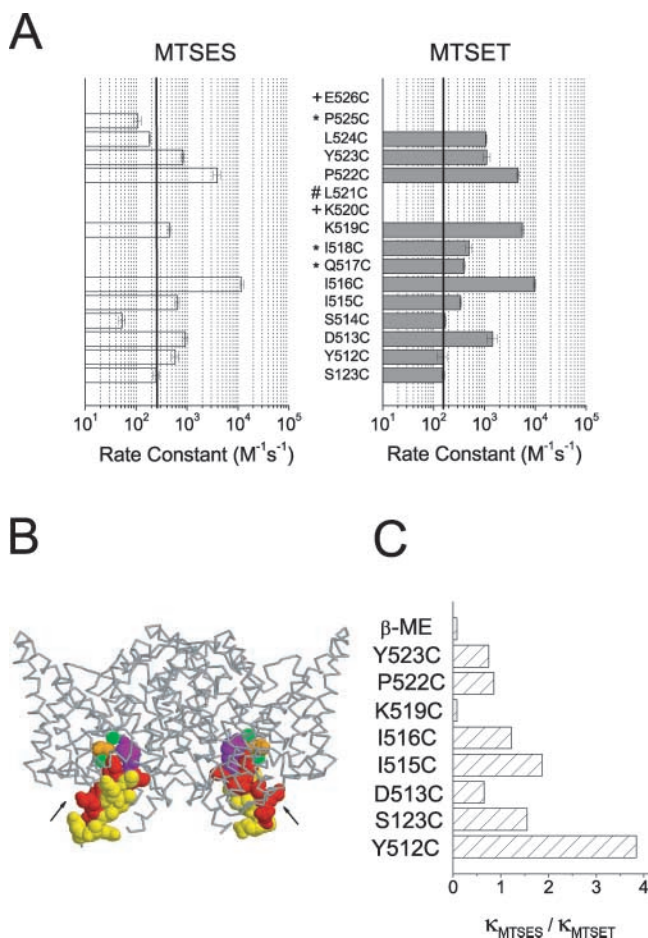 A
MTSES
MTSET
+ E526C
* P525C
L524C
Y523C
P522C
# L521C
+ K520C
K519C
* I518C
* Q517C
I516C
I515C
S514C
D513C
Y512C
S123C
10¹ 10² 10³ 10⁴ 10⁵
10¹ 10² 10³ 10⁴ 10⁵
Rate Constant (M⁻¹s⁻¹)
Rate Constant (M⁻¹s⁻¹)
B
C
β-ME
Y523C
P522C
K519C
I516C
I515C
D513C
S123C
Y512C
0 1 2 3 4
κMTSES / κMTSET